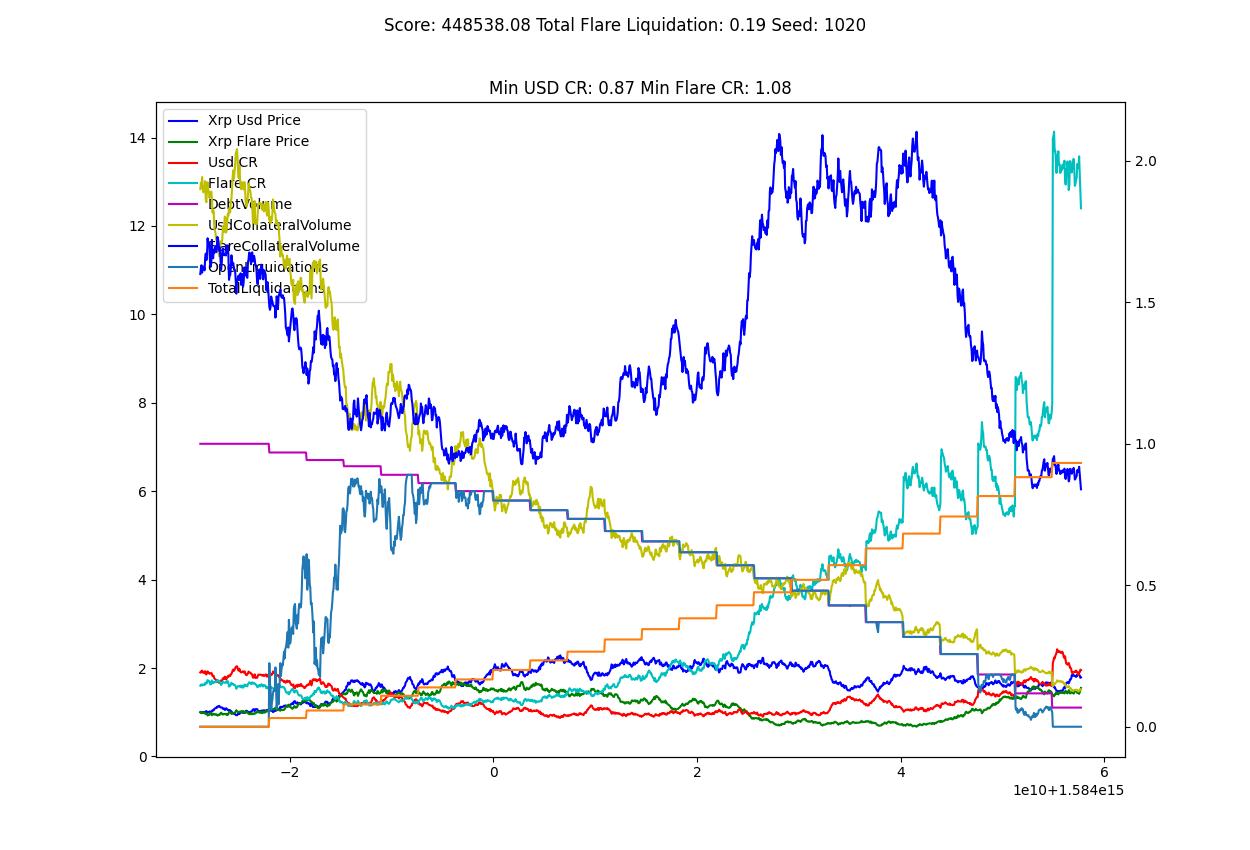 Score: 448538.08 Total Flare Liquidation: 0.19 Seed: 1020
Min USD CR: 0.87 Min Flare CR: 1.08
Xrp Usd Price
Xrp Flare Price
Usd CR
Flare CR
DebtVolume
UsdCollateralVolume
FlareCollateralVolume
OpenLiquidations
TotalLiquidations
14
12
10
8
6
4
2
0
2.0
1.5
1.0
0.5
0.0
−2
0
2
4
6
1e10+1.584e15